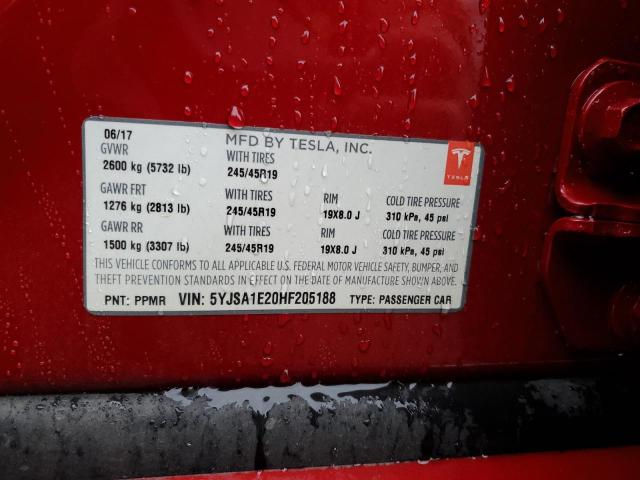 06/17 MFD BY TESLA, INC.
GVWR WITH TIRES
2600 kg (5732 lb) 245/45R19
TESLA
GAWR FRT WITH TIRES RIM COLD TIRE PRESSURE
1276 kg (2813 lb) 245/45R19 19X8.0 J 310 kPa, 45 psi
GAWR RR WITH TIRES RIM COLD TIRE PRESSURE
1500 kg (3307 lb) 245/45R19 19X8.0 J 310 kPa, 45 psi
THIS VEHICLE CONFORMS TO ALL APPLICABLE U.S. FEDERAL MOTOR VEHICLE SAFETY, BUMPER, AND
THEFT PREVENTION STANDARDS IN EFFECT ON THE DATE OF MANUFACTURE SHOWN ABOVE.
PNT: PPMR VIN: 5YJSA1E20HF205188 TYPE: PASSENGER CAR